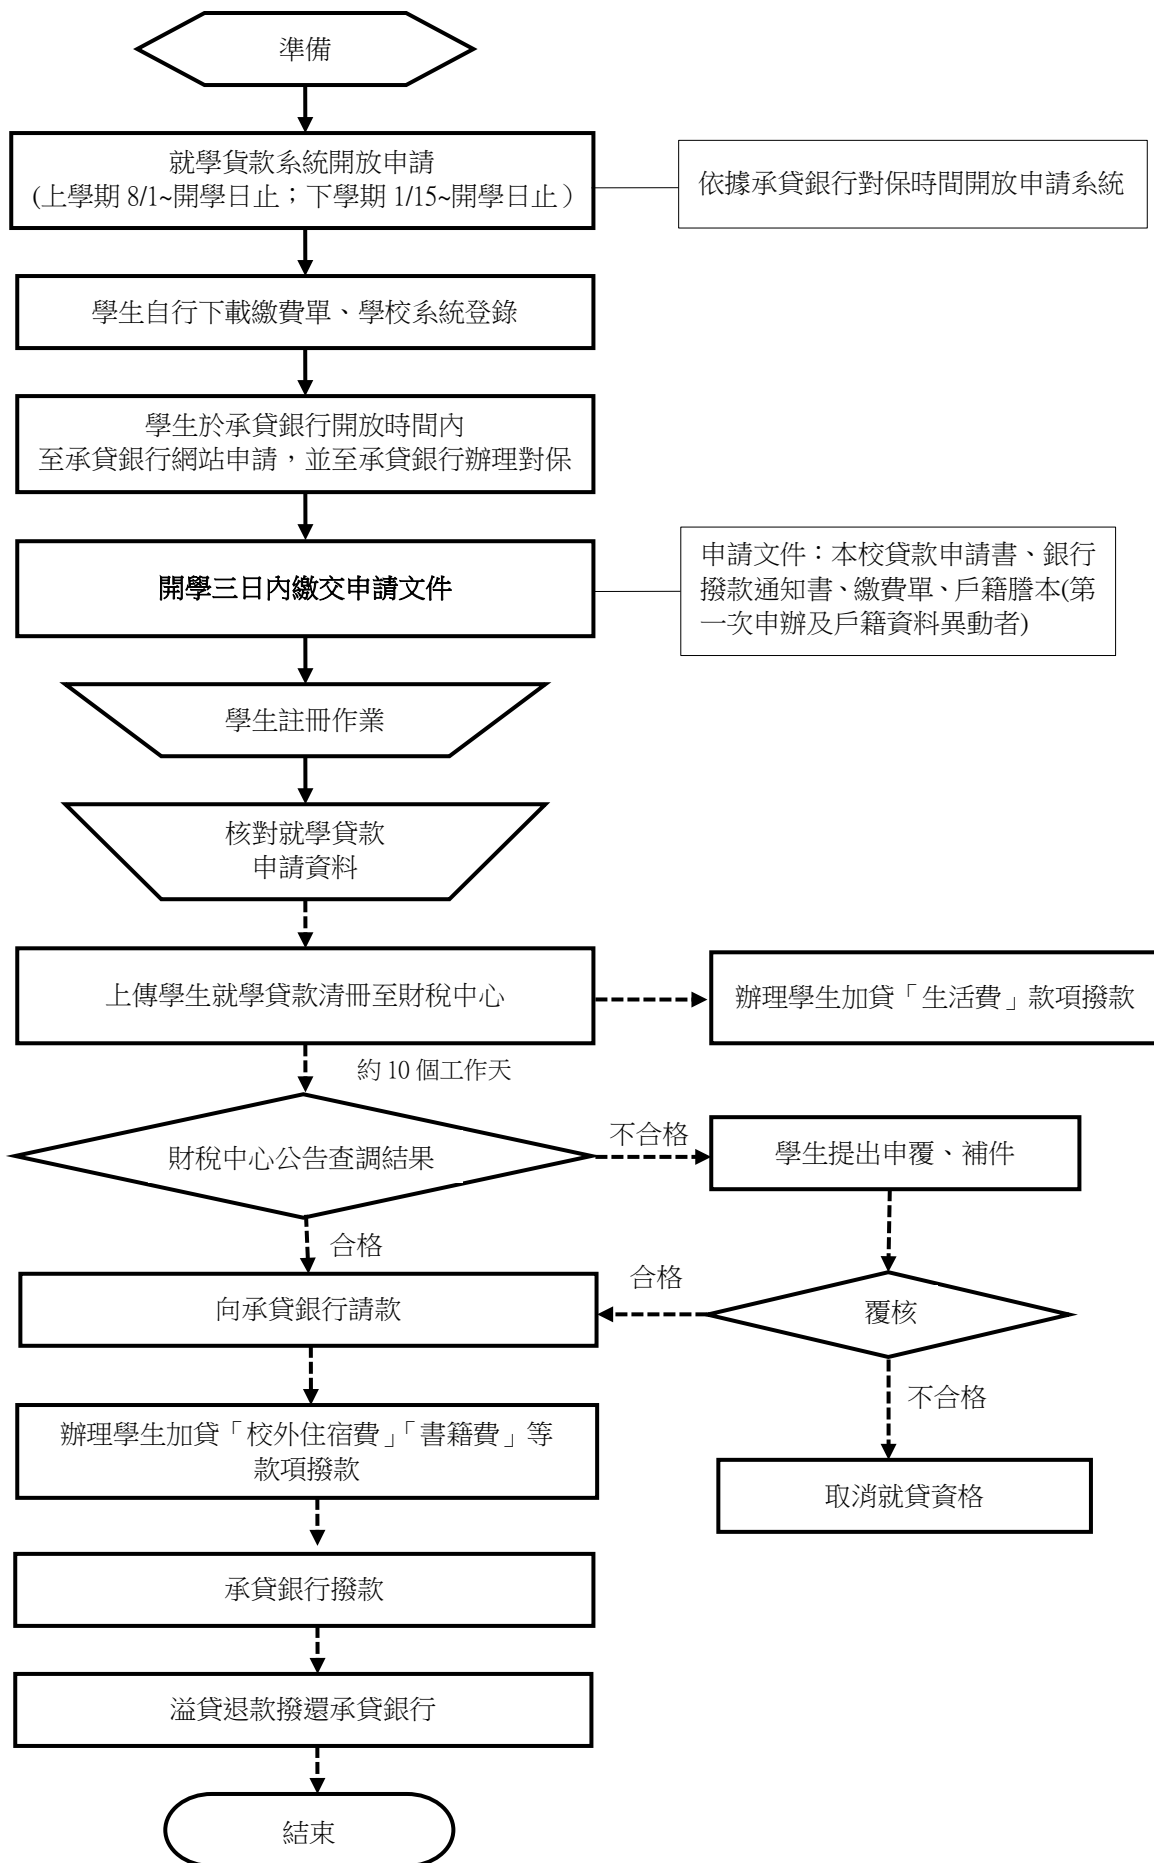 準備
就學貸款系統開放申請
(上學期 8/1~開學日止；下學期 1/15~開學日止）
依據承貸銀行對保時間開放申請系統
學生自行下載繳費單、學校系統登錄
學生於承貸銀行開放時間內
至承貸銀行網站申請，並至承貸銀行辦理對保
開學三日內繳交申請文件
申請文件：本校貸款申請書、銀行
撥款通知書、繳費單、戶籍謄本(第
一次申辦及戶籍資料異動者)
學生註冊作業
核對就學貸款
申請資料
上傳學生就學貸款清冊至財稅中心
辦理學生加貸「生活費」款項撥款
約 10 個工作天
財稅中心公告查調結果
不合格
學生提出申覆、補件
合格
合格
向承貸銀行請款
覆核
不合格
辦理學生加貸「校外住宿費」「書籍費」等
款項撥款
取消就貸資格
承貸銀行撥款
溢貸退款撥還承貸銀行
結束